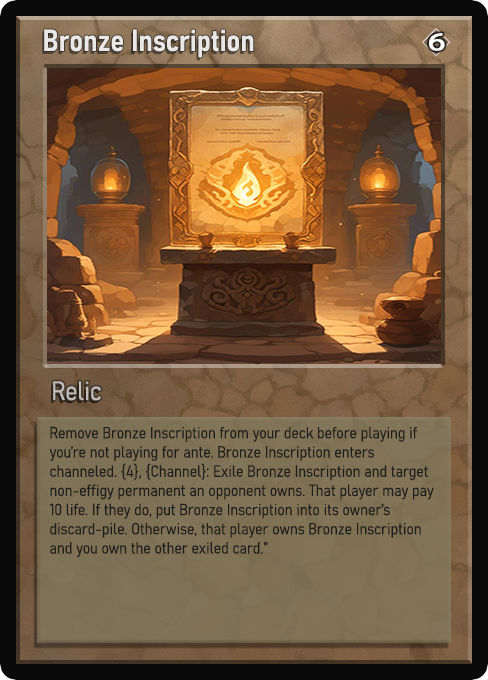 Bronze Inscription
6
Relic
Remove Bronze Inscription from your deck before playing if
you're not playing for ante. Bronze Inscription enters
channeled. {4}, {Channel}: Exile Bronze Inscription and target
non-effigy permanent an opponent owns. That player may pay
10 life. If they do, put Bronze Inscription into its owner's
discard-pile. Otherwise, that player owns Bronze Inscription
and you own the other exiled card."